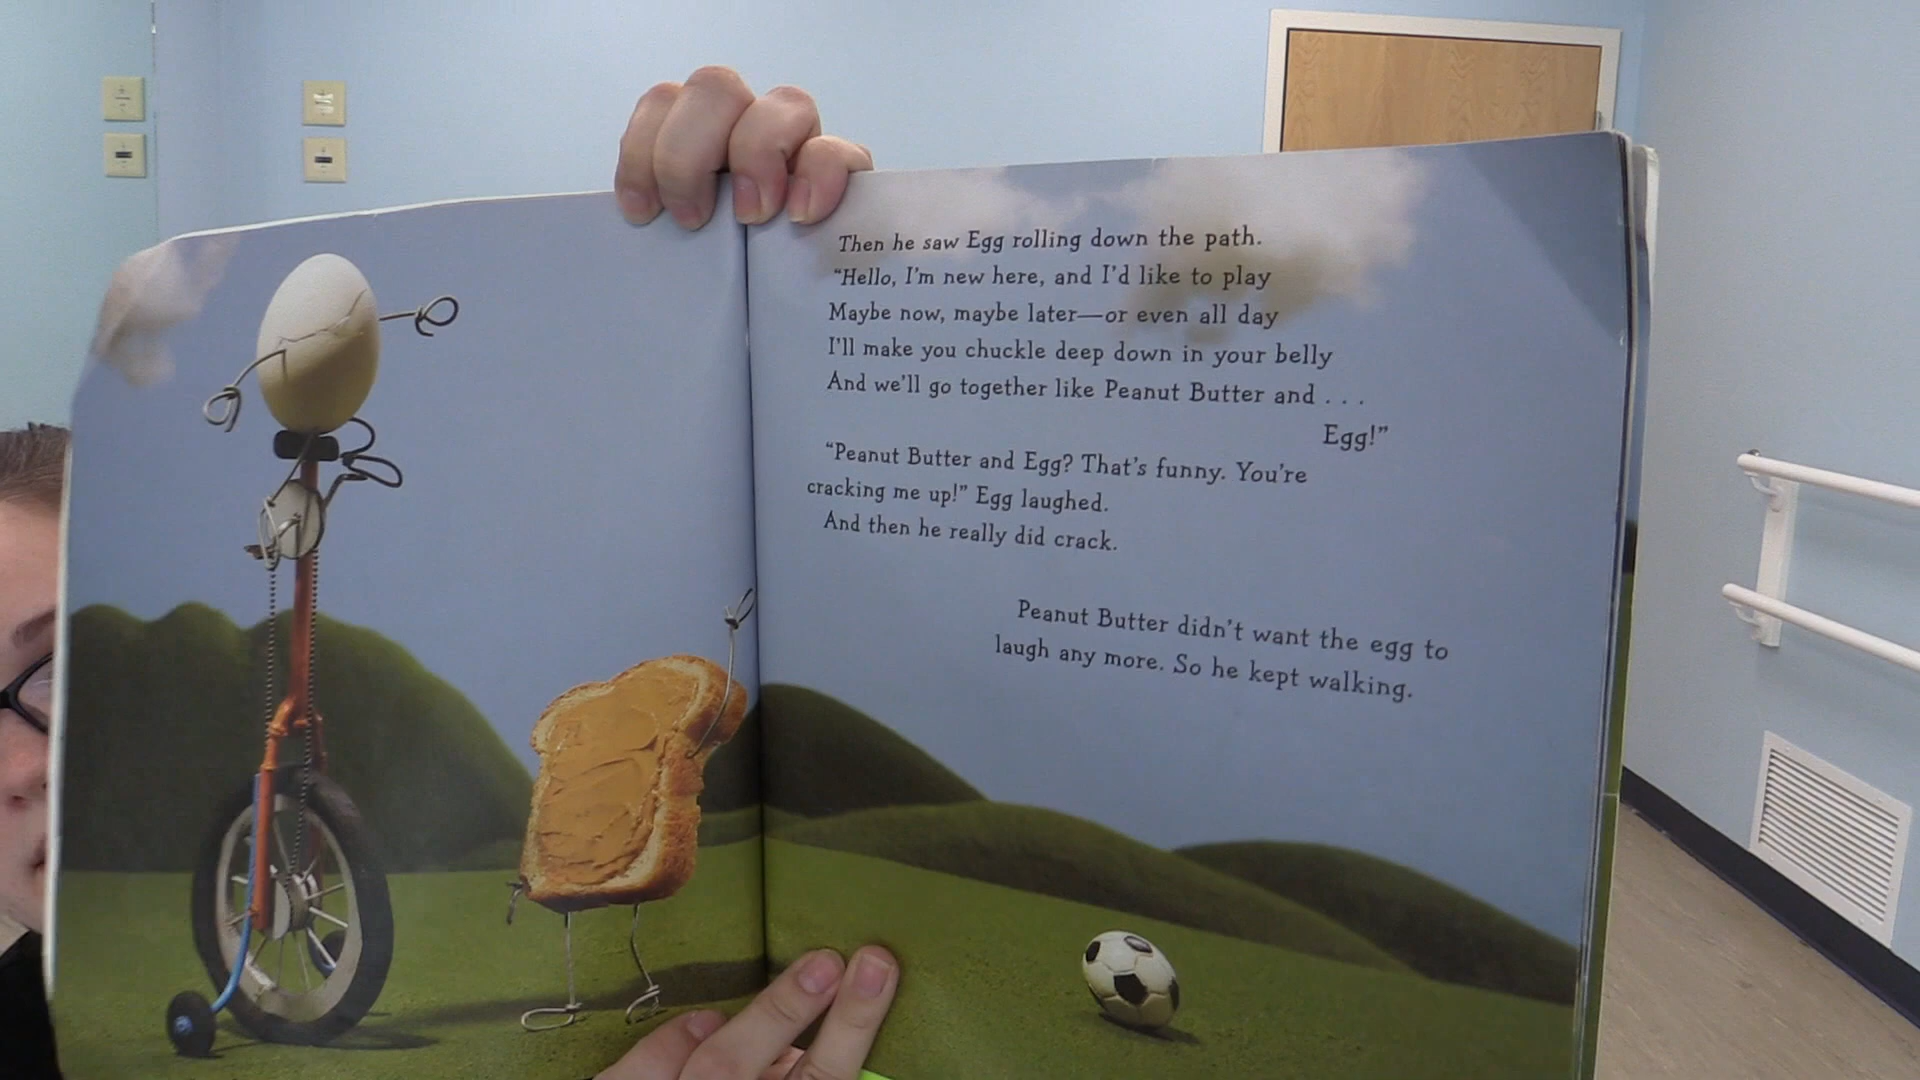 Then he saw Egg rolling down the path.
“Hello, I'm new here, and I'd like to play
Maybe now, maybe later—or even all day
I'll make you chuckle deep down in your belly
And we'll go together like Peanut Butter and . . .
Egg!”
“Peanut Butter and Egg? That's funny. You're
cracking me up!” Egg laughed.
And then he really did crack.
Peanut Butter didn't want the egg to
laugh any more. So he kept walking.